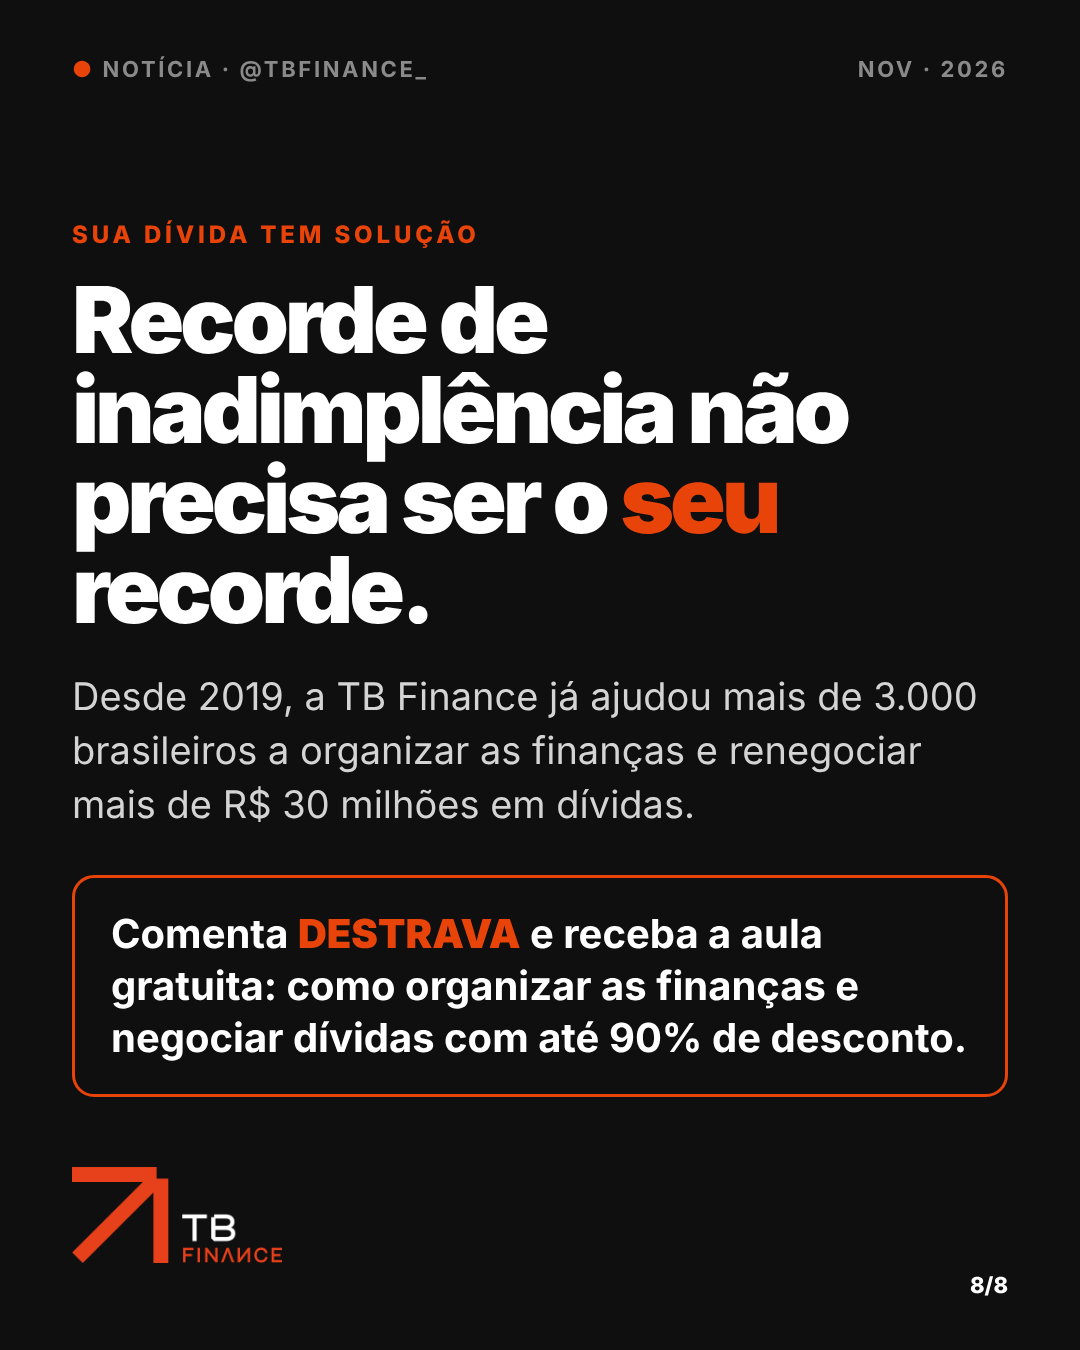 NOTÍCIA · @TBFINANCE_
NOV · 2026
SUA DÍVIDA TEM SOLUÇÃO
Recorde de
inadimplência não
precisa ser o seu
recorde.
Desde 2019, a TB Finance já ajudou mais de 3.000
brasileiros a organizar as finanças e renegociar
mais de R$ 30 milhões em dívidas.
Comenta DESTRAVA e receba a aula
gratuita: como organizar as finanças e
negociar dívidas com até 90% de desconto.
TB
FINANCE
8/8